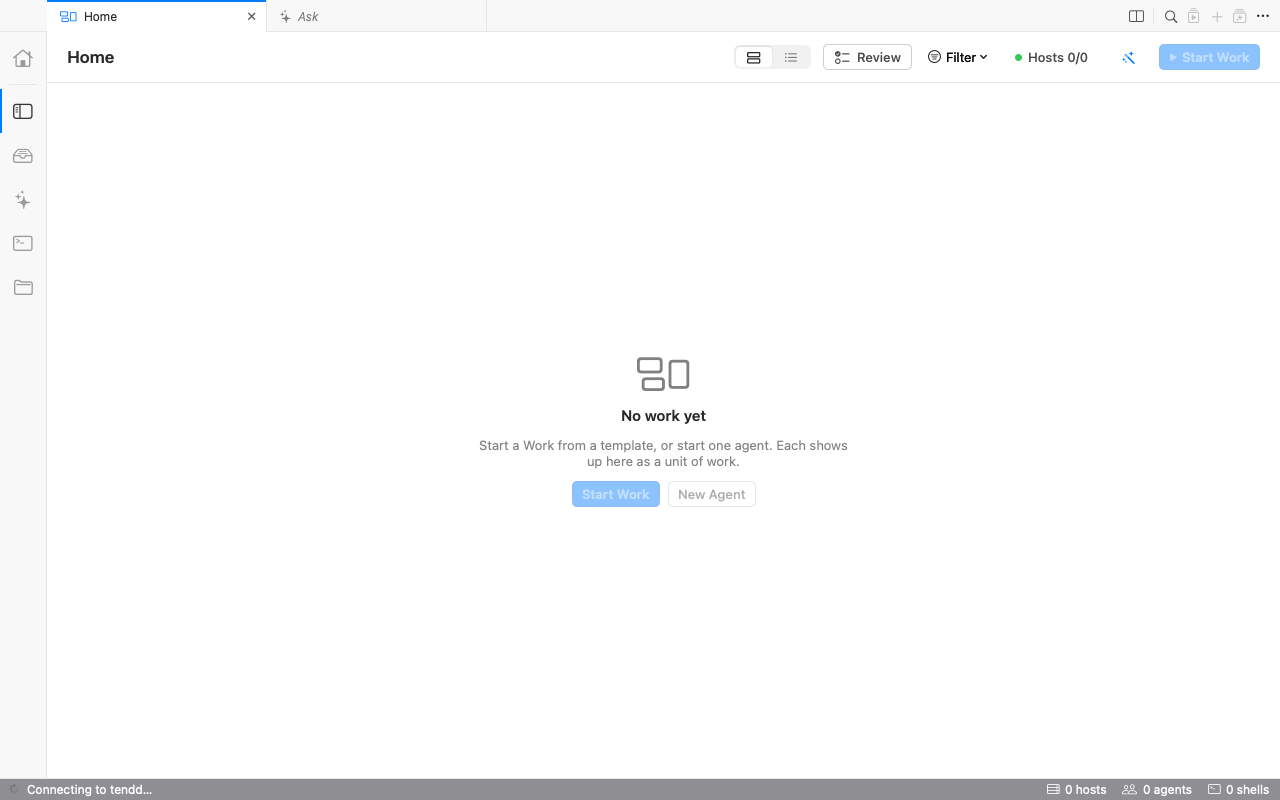 Home
Ask
Home
Review
Filter
Hosts 0/0
Start Work
No work yet
Start a Work from a template, or start one agent. Each shows
up here as a unit of work.
Start Work
New Agent
Connecting to tendd...
0 hosts
0 agents
0 shells